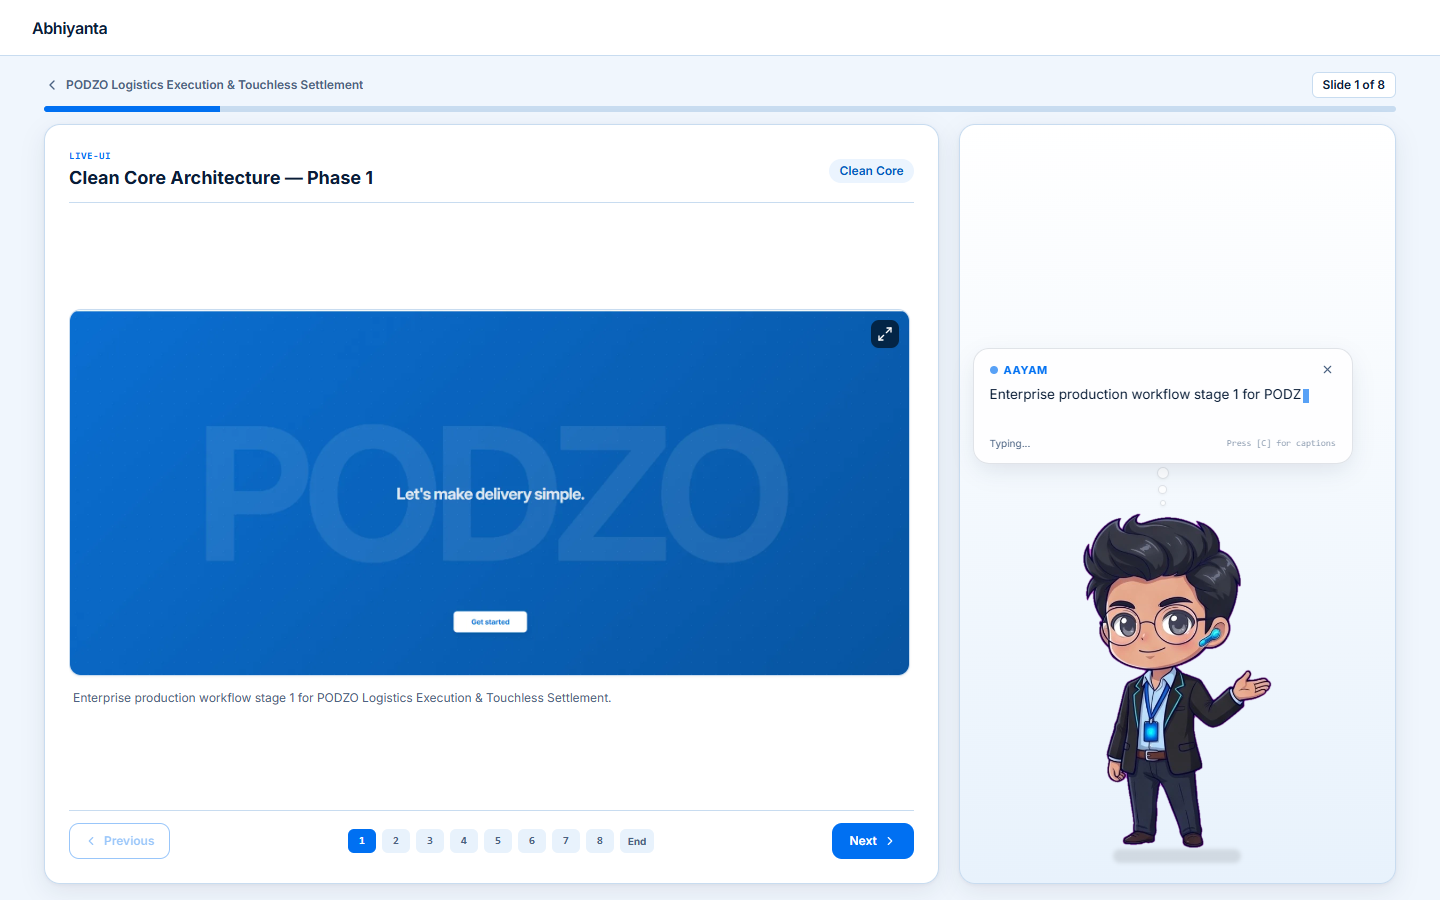 Abhiyanta
PODZO Logistics Execution & Touchless Settlement
Slide 1 of 8
LIVE-UI
Clean Core Architecture — Phase 1
Clean Core
PODZO
Let's make delivery simple.
Get started
Enterprise production workflow stage 1 for PODZO Logistics Execution & Touchless Settlement.
Previous
1 2 3 4 5 6 7 8 End
Next
AAYAM
Enterprise production workflow stage 1 for PODZ
Typing...
Press [C] for captions